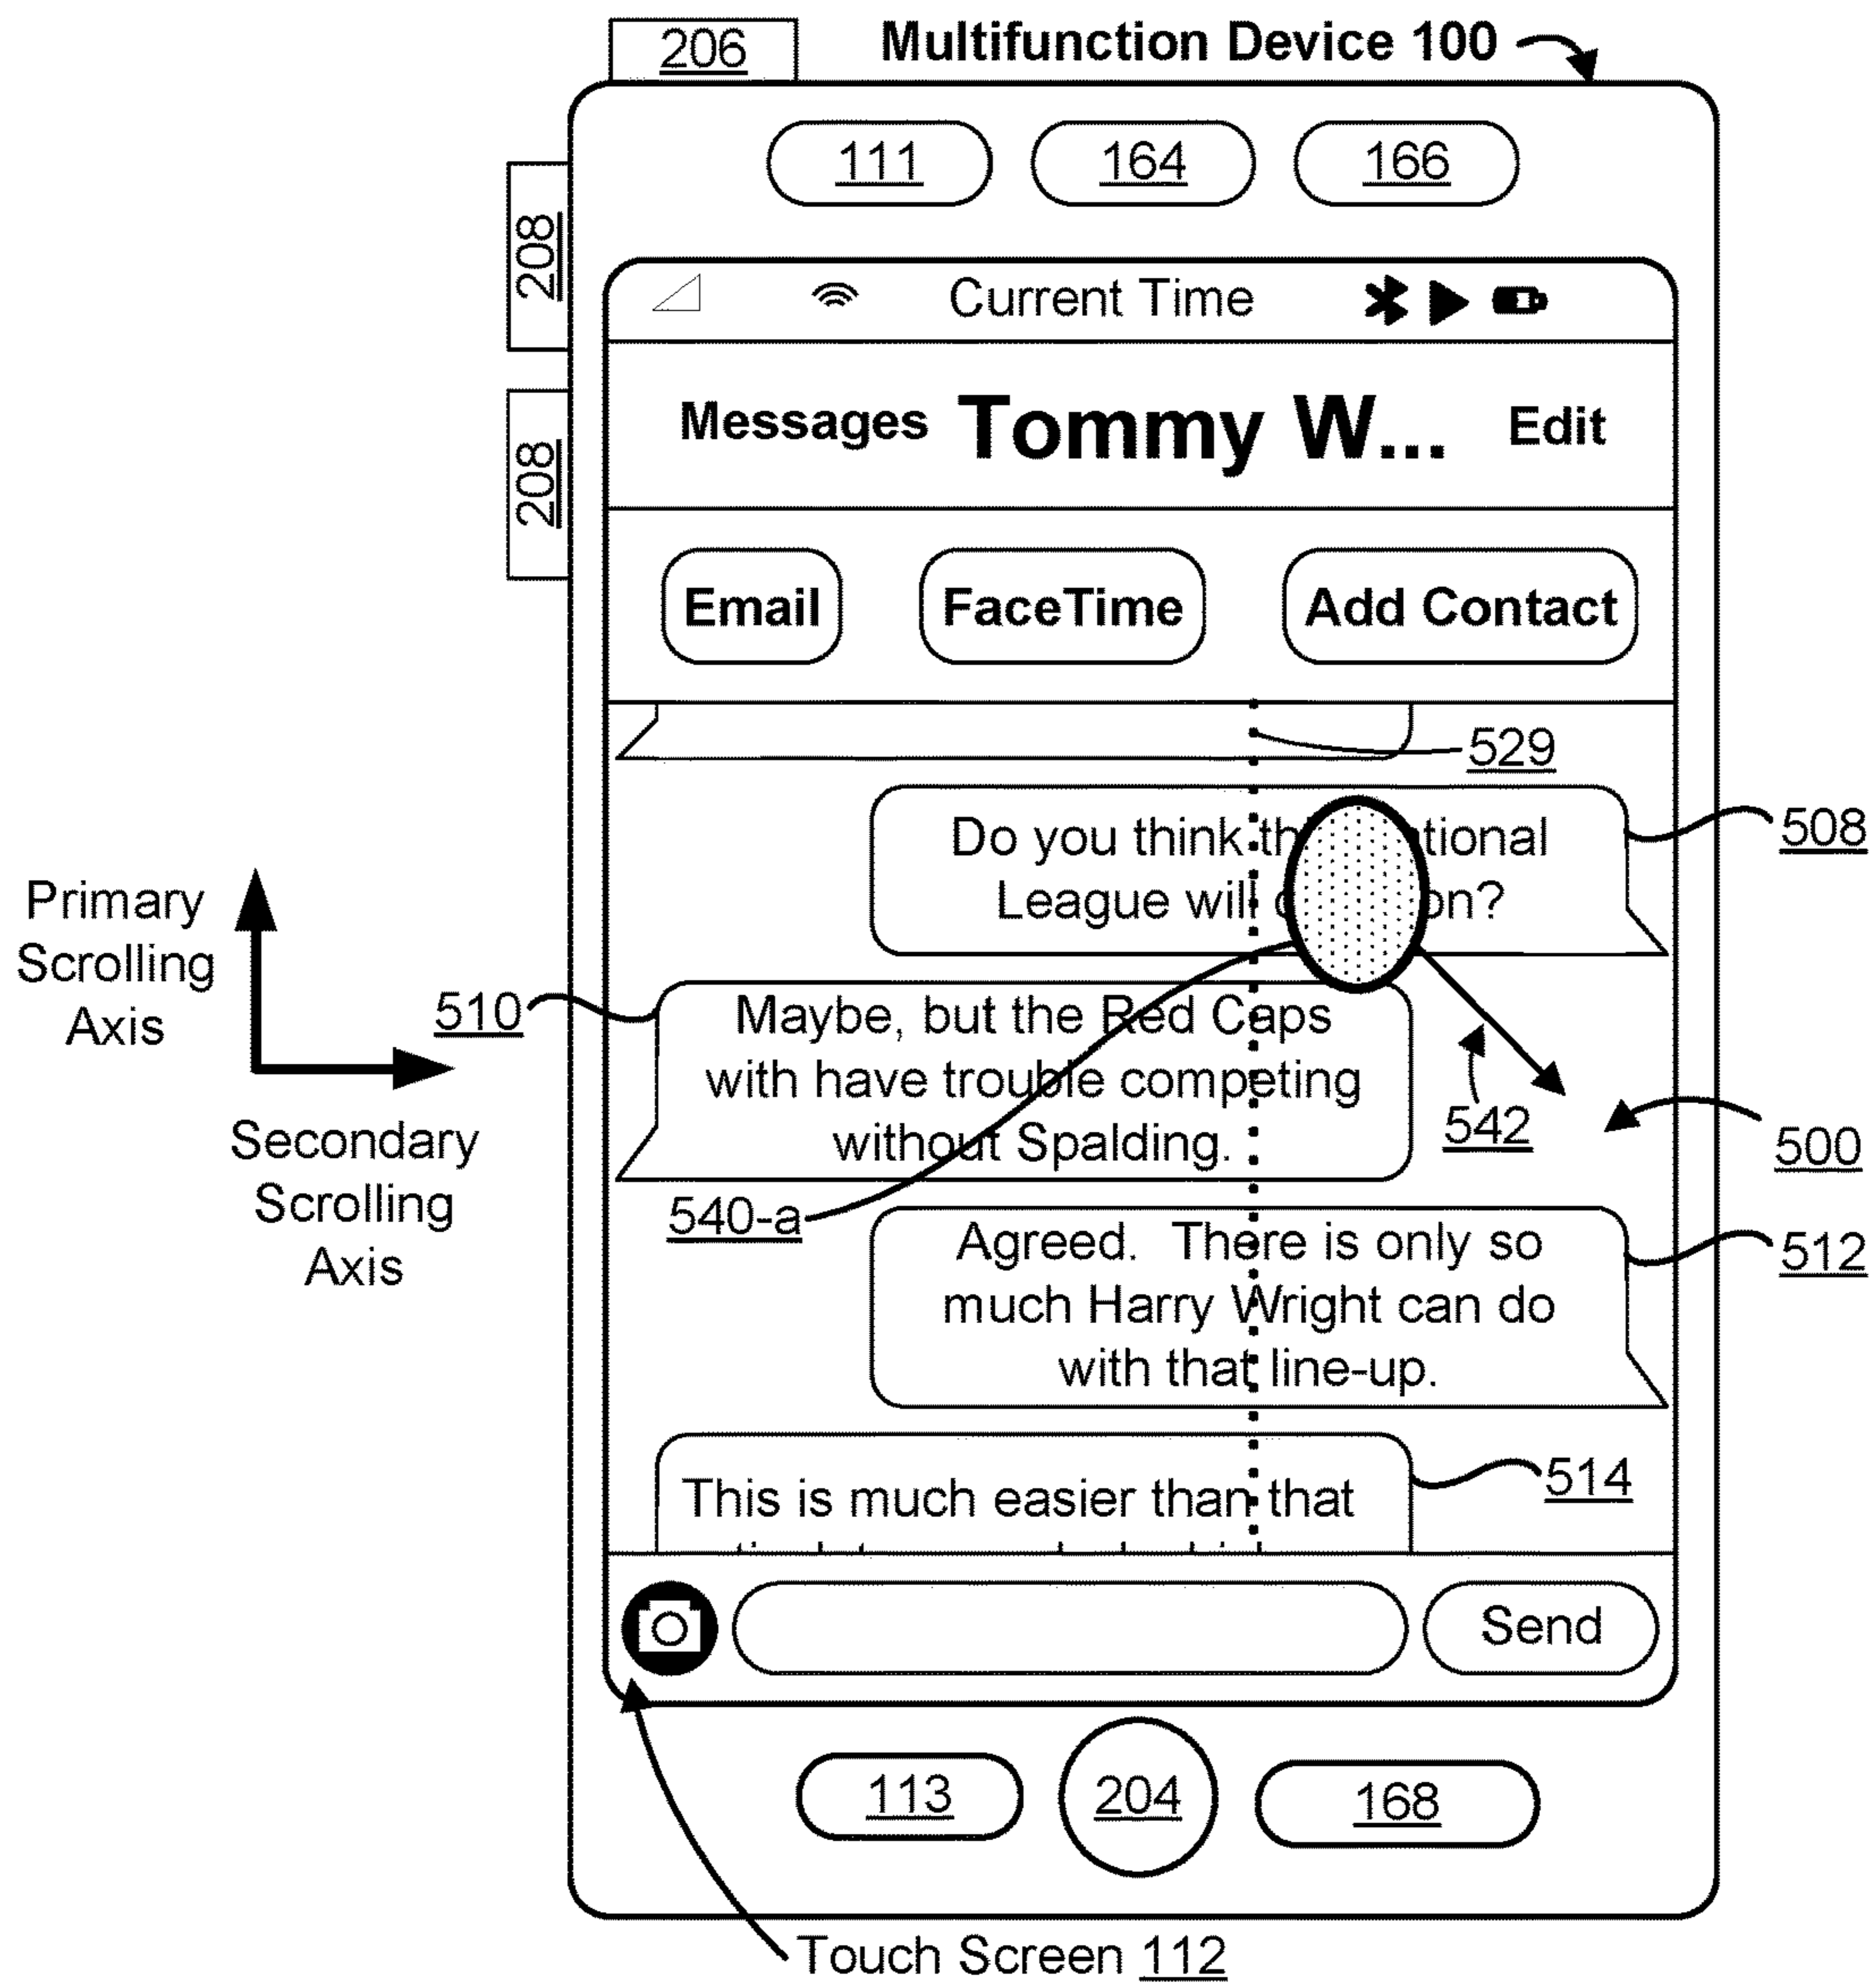 206
Multifunction Device 100
111
164
166
208
208
Current Time
Messages
Tommy W...
Edit
Email
FaceTime
Add Contact
529
Do you think tional
League will on?
508
Primary
Scrolling
Axis
Secondary
Scrolling
Axis
510
Maybe, but the Red Caps
with have trouble competing
without Spalding.
542
500
540-a
Agreed. There is only so
much Harry Wright can do
with that line-up.
512
This is much easier than that
514
Send
113
204
168
Touch Screen 112